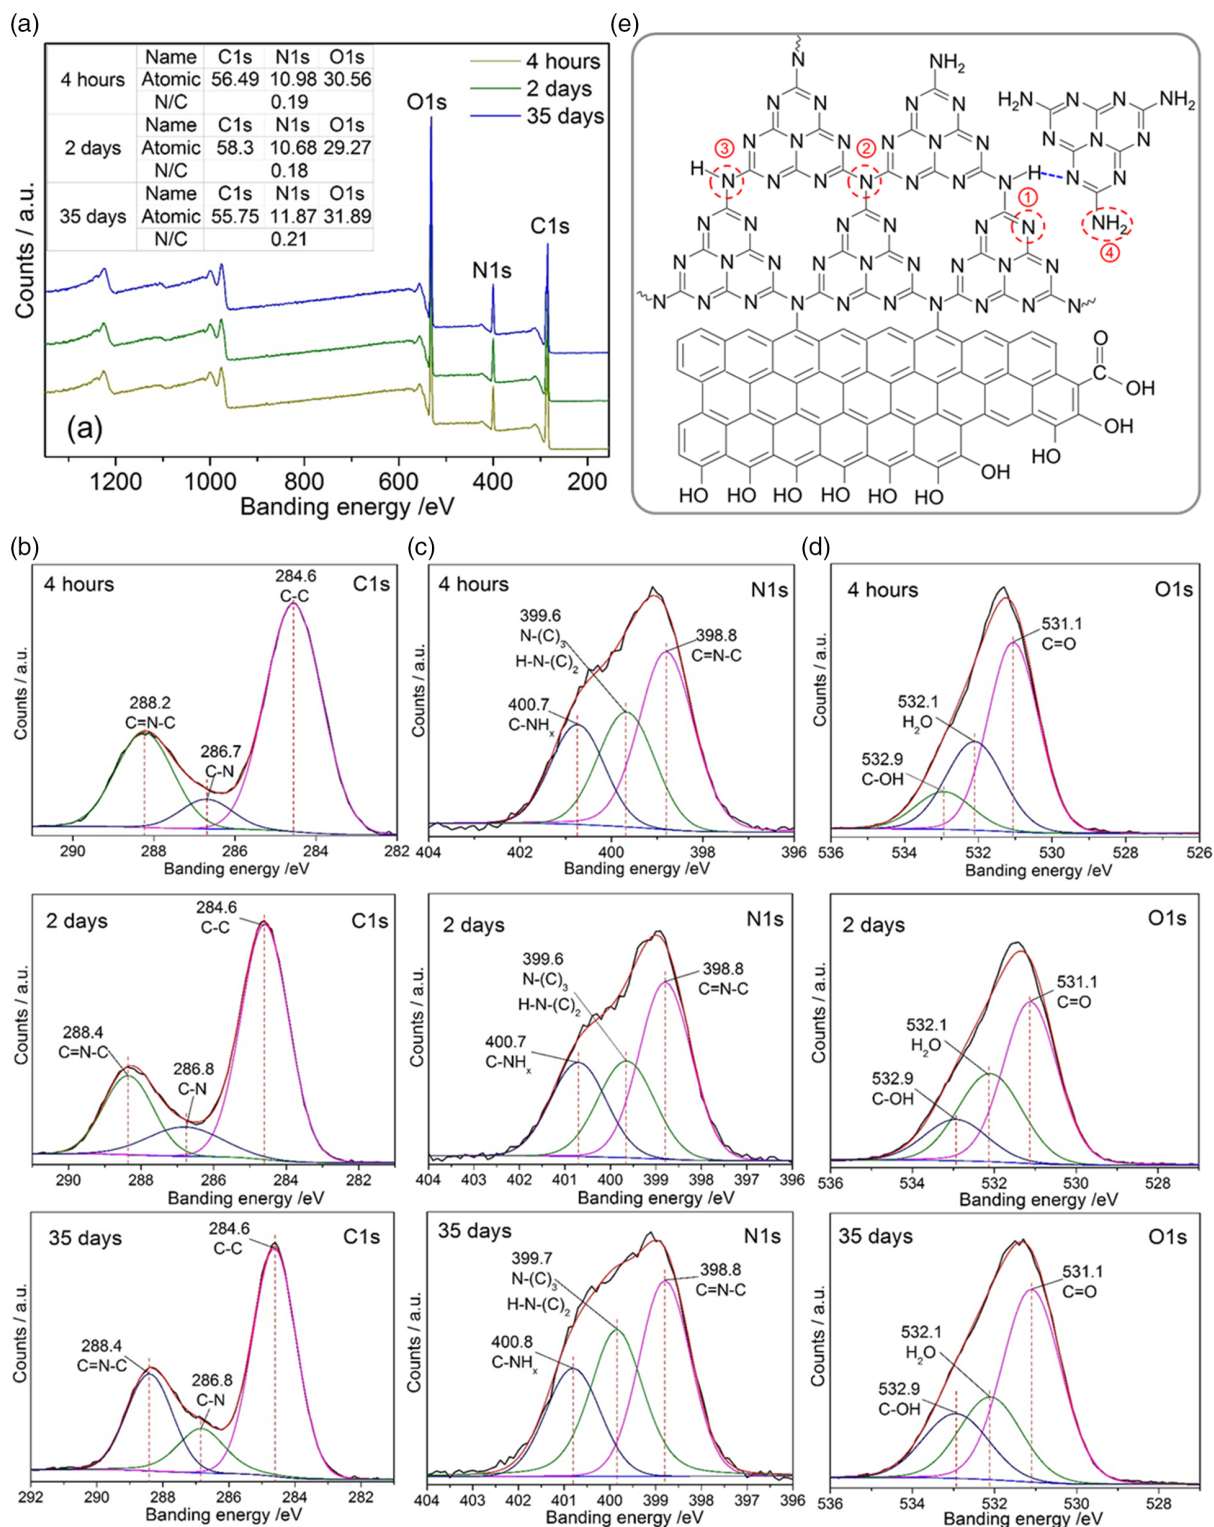 (a)
Name C1s N1s O1s
4 hours Atomic 56.49 10.98 30.56
N/C 0.19
Name C1s N1s O1s
2 days Atomic 58.3 10.68 29.27
N/C 0.18
Name C1s N1s O1s
35 days Atomic 55.75 11.87 31.89
N/C 0.21
4 hours
2 days
35 days
O1s
N1s
C1s
Counts / a.u.
(a)
1200 1000 800 600 400 200
Banding energy /eV
(e)
N NH2
N N N N H2N N N NH2
N N N N N N
N N N N N N N N N
③ ②
H N N N H N N
① NH2
④
N N N N N N
N N N N N N N N N
N N N N N N N N N N
O
C OH
OH
HO
OH
HO HO HO HO HO HO
(b)
4 hours
C1s
284.6
C-C
288.2
C=N-C
286.7
C-N
Counts / a.u.
290 288 286 284 282
Banding energy /eV
2 days
C1s
284.6
C-C
288.4
C=N-C
286.8
C-N
Counts / a.u.
290 288 286 284 282
Banding energy /eV
35 days
C1s
284.6
C-C
288.4
C=N-C
286.8
C-N
Counts / a.u.
292 290 288 286 284 282
Banding energy /eV
(c)
4 hours
N1s
399.6
N-(C)3
H-N-(C)2
398.8
C=N-C
400.7
C-NHx
Counts / a.u.
404 402 400 398 396
Banding energy /eV
2 days
N1s
399.6
N-(C)3
H-N-(C)2
398.8
C=N-C
400.7
C-NHx
Counts / a.u.
404 403 402 401 400 399 398 397 396
Banding energy /eV
35 days
N1s
399.7
N-(C)3
H-N-(C)2
398.8
C=N-C
400.8
C-NHx
Counts / a.u.
404 403 402 401 400 399 398 397 396
Banding energy /eV
(d)
4 hours
O1s
531.1
C=O
532.1
H2O
532.9
C-OH
Counts / a.u.
536 534 532 530 528 526
Banding energy /eV
2 days
O1s
531.1
C=O
532.1
H2O
532.9
C-OH
Counts / a.u.
536 534 532 530 528
Banding energy /eV
35 days
O1s
531.1
C=O
532.1
H2O
532.9
C-OH
Counts / a.u.
536 534 532 530 528
Banding energy /eV